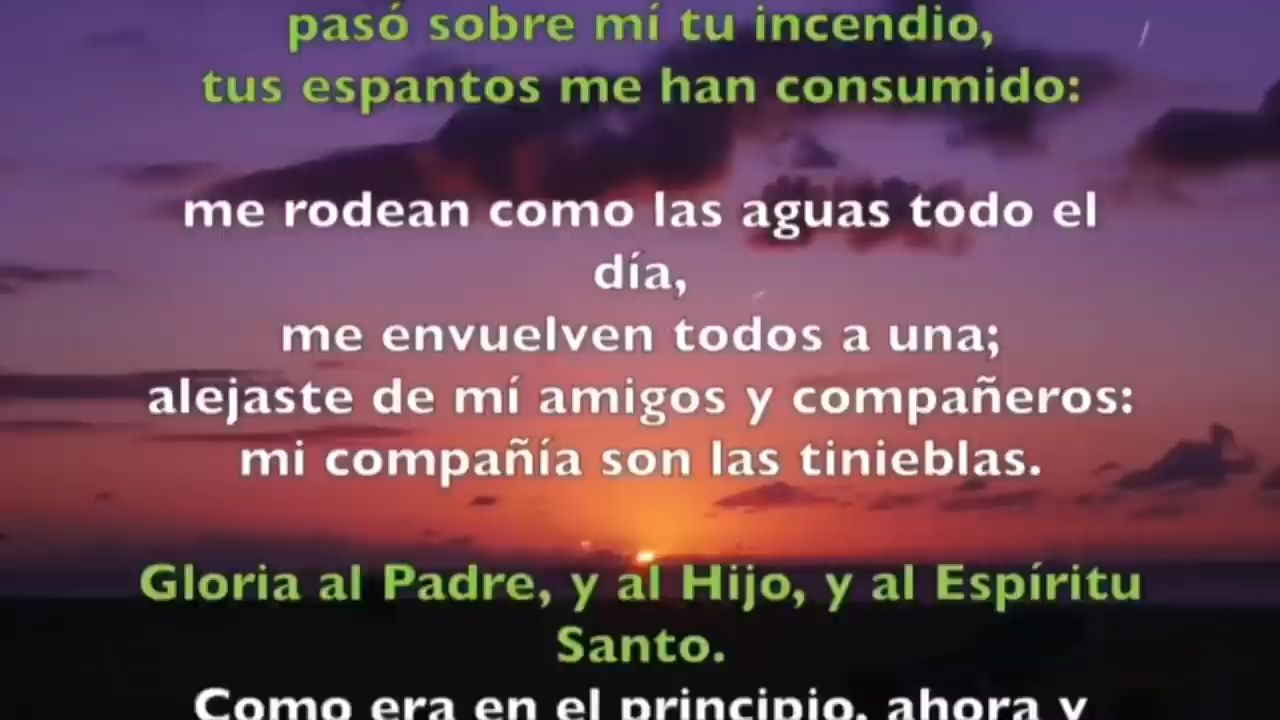 pasó sobre mí tu incendio,
tus espantos me han consumido:
me rodean como las aguas todo el
día,
me envuelven todos a una;
alejaste de mí amigos y compañeros:
mi compañía son las tinieblas.
Gloria al Padre, y al Hijo, y al Espíritu
Santo.
Como era en el principio, ahora y